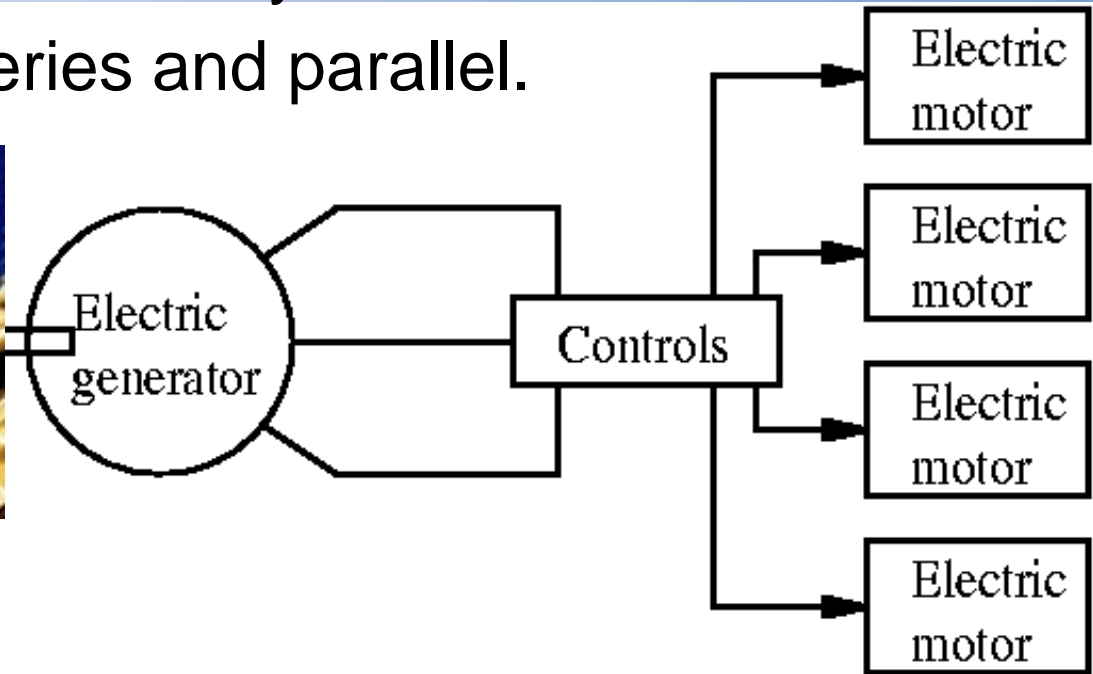 eries and parallel.
Electric
motor
Electric
motor
Electric
generator
Controls
Electric
motor
Electric
motor